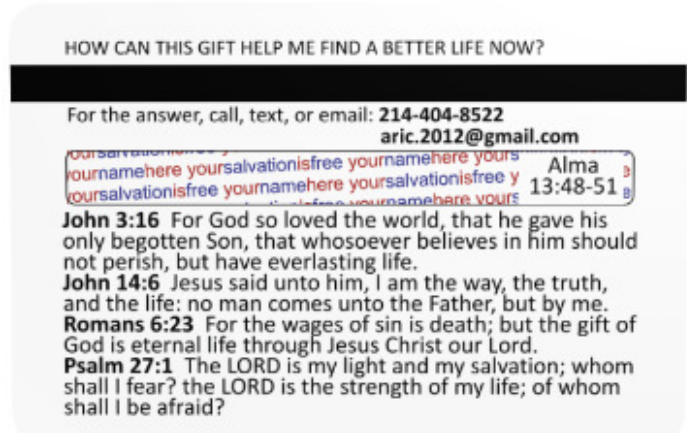 HOW CAN THIS GIFT HELP ME FIND A BETTER LIFE NOW?
For the answer, call, text, or email: 214-404-8522
aric.2012@gmail.com
yournamehere yoursalvationisfree yournamehere yours
yoursalvationisfree yournamehere yoursalvationisfree y
Alma
13:48-51
John 3:16 For God so loved the world, that he gave his
only begotten Son, that whosoever believes in him should
not perish, but have everlasting life.
John 14:6 Jesus said unto him, I am the way, the truth,
and the life: no man comes unto the Father, but by me.
Romans 6:23 For the wages of sin is death; but the gift of
God is eternal life through Jesus Christ our Lord.
Psalm 27:1 The LORD is my light and my salvation; whom
shall I fear? the LORD is the strength of my life; of whom
shall I be afraid?